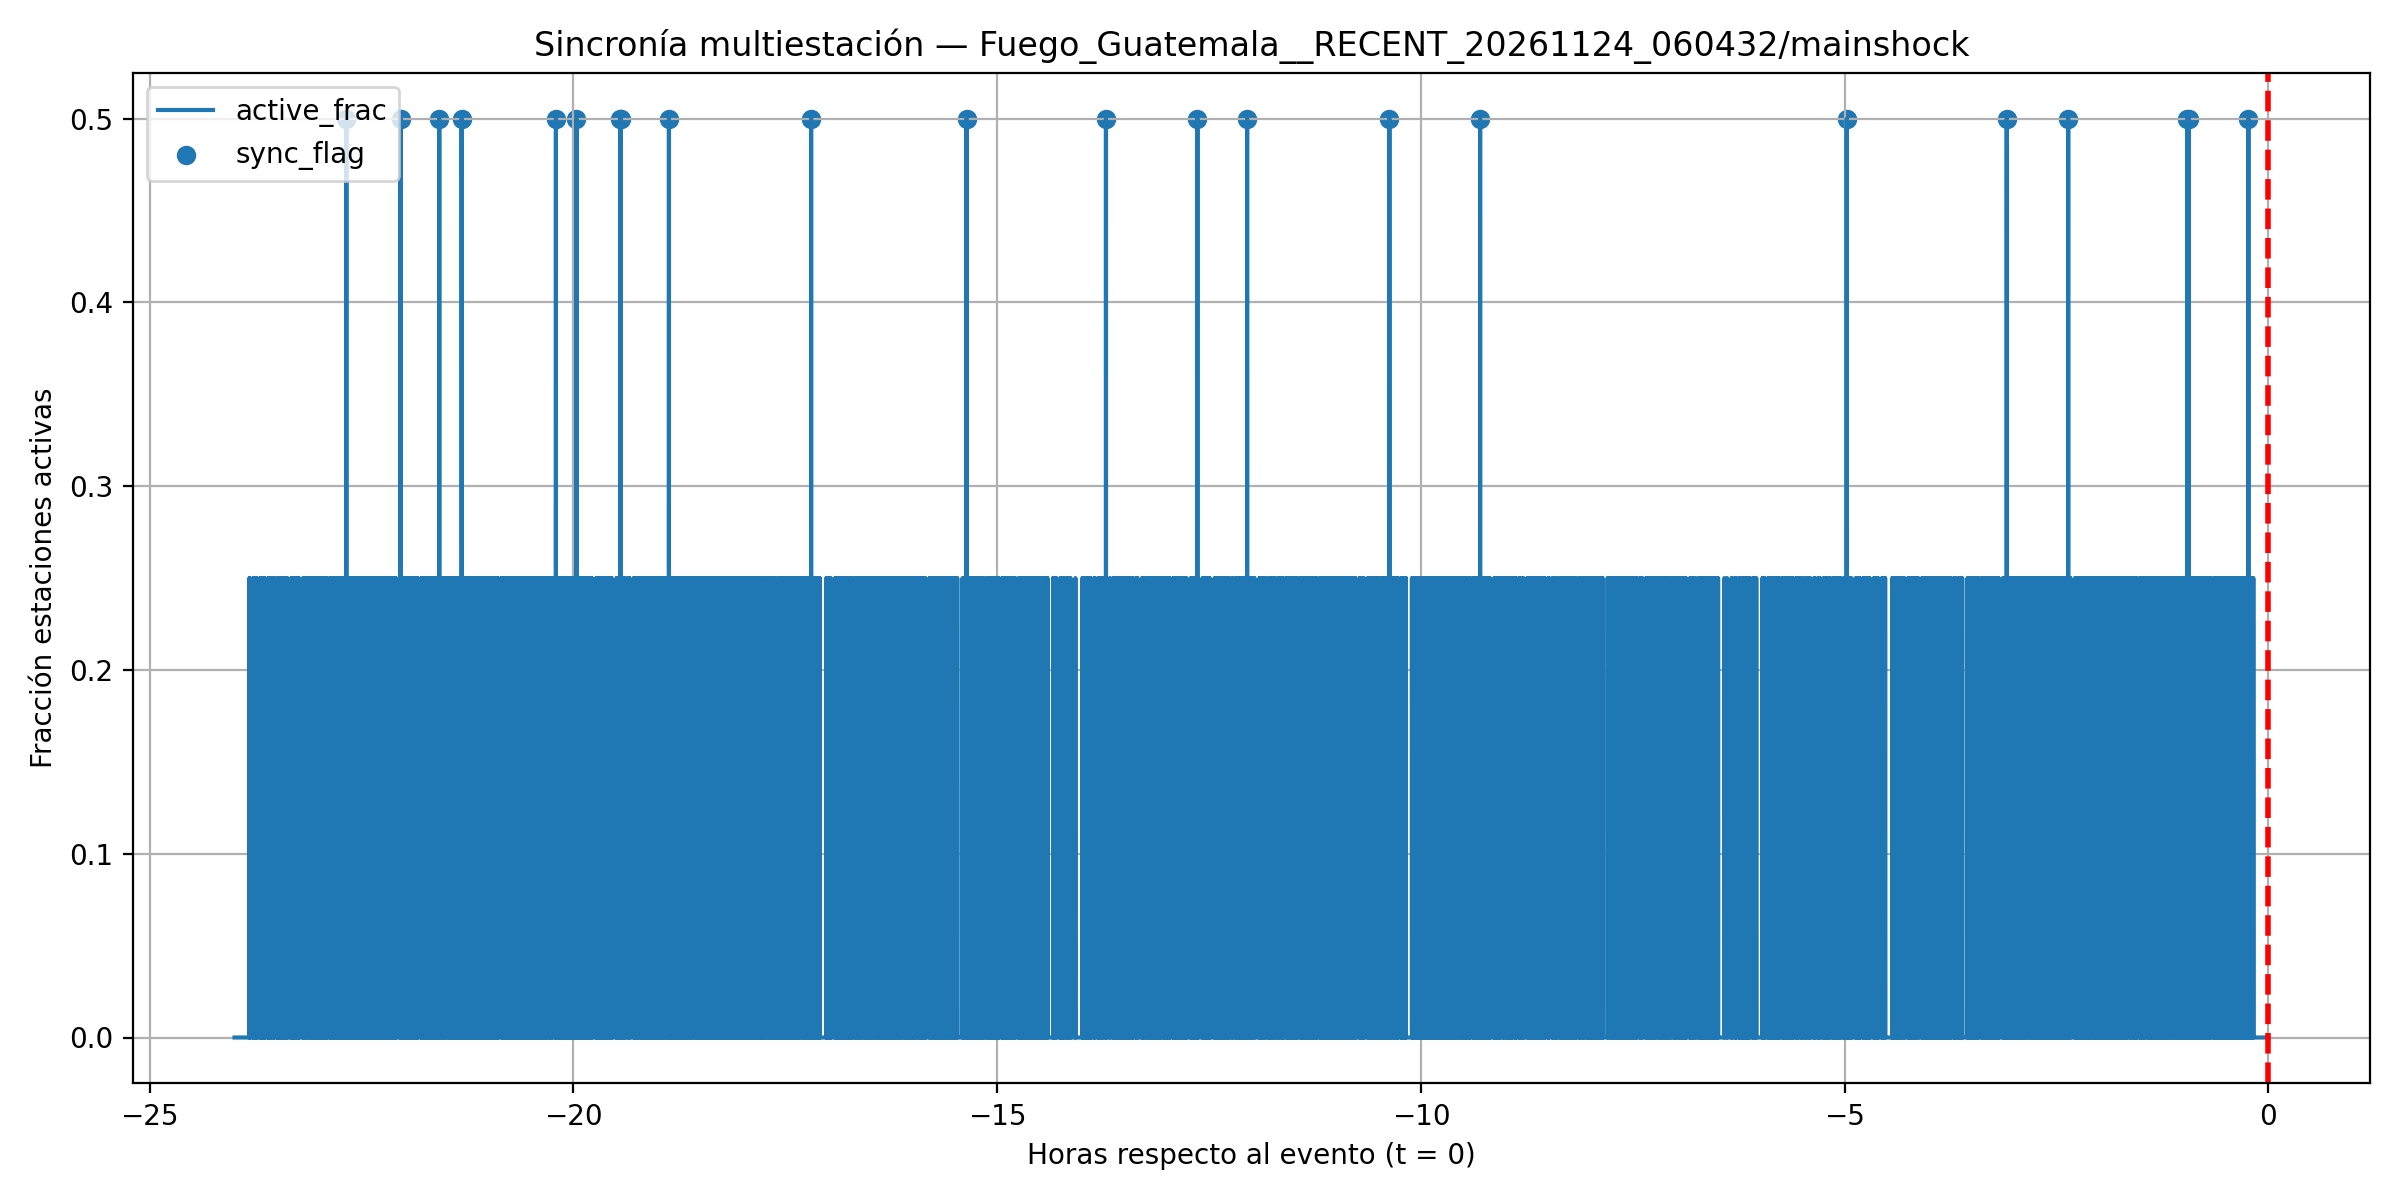 Sincronía multiestación — Fuego_Guatemala__RECENT_20261124_060432/mainshock
active_frac
sync_flag
Fracción estaciones activas
0.5
0.4
0.3
0.2
0.1
0.0
−25 −20 −15 −10 −5 0
Horas respecto al evento (t = 0)